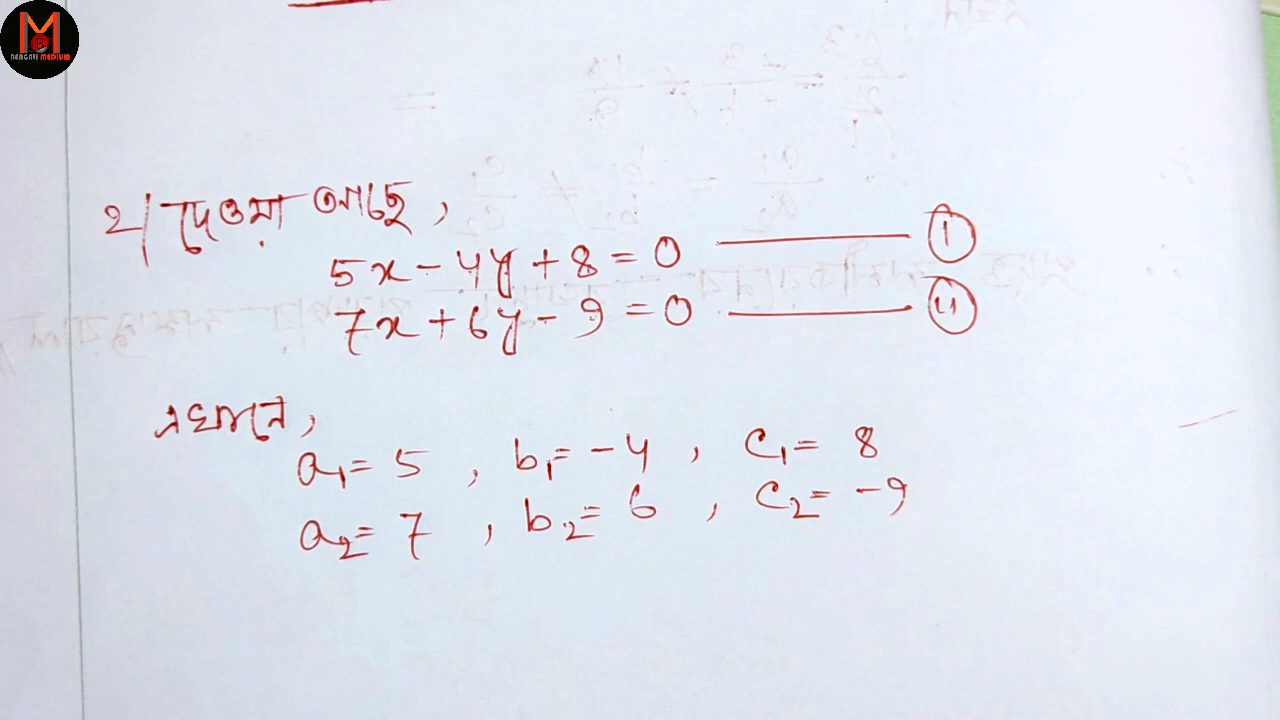 M
B
BENGALI MEDIUM
২| দেওয়া আছে,
5x - 4y + 8 = 0 ——— (i)
7x + 6y - 9 = 0 ——— (ii)
এখানে,
a₁ = 5 , b₁ = -4 , c₁ = 8
a₂ = 7 , b₂ = 6 , c₂ = -9